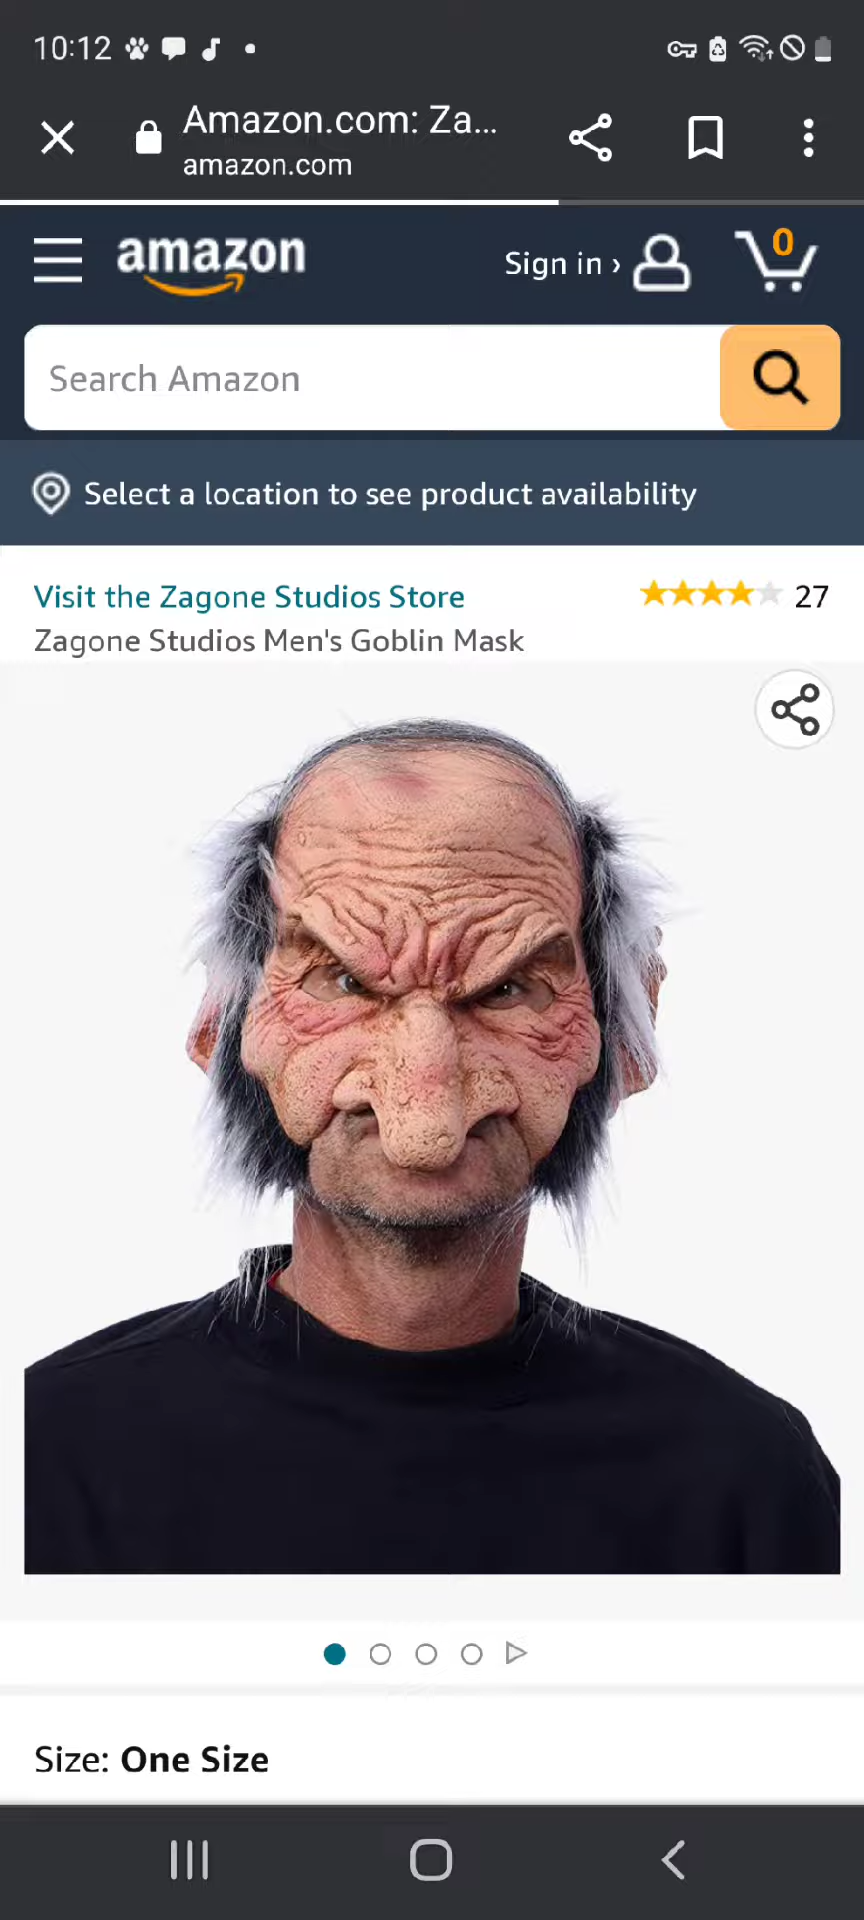 10:12
Amazon.com: Za...
amazon.com
amazon
Sign in ›
0
Search Amazon
Select a location to see product availability
Visit the Zagone Studios Store
27
Zagone Studios Men's Goblin Mask
Size: One Size